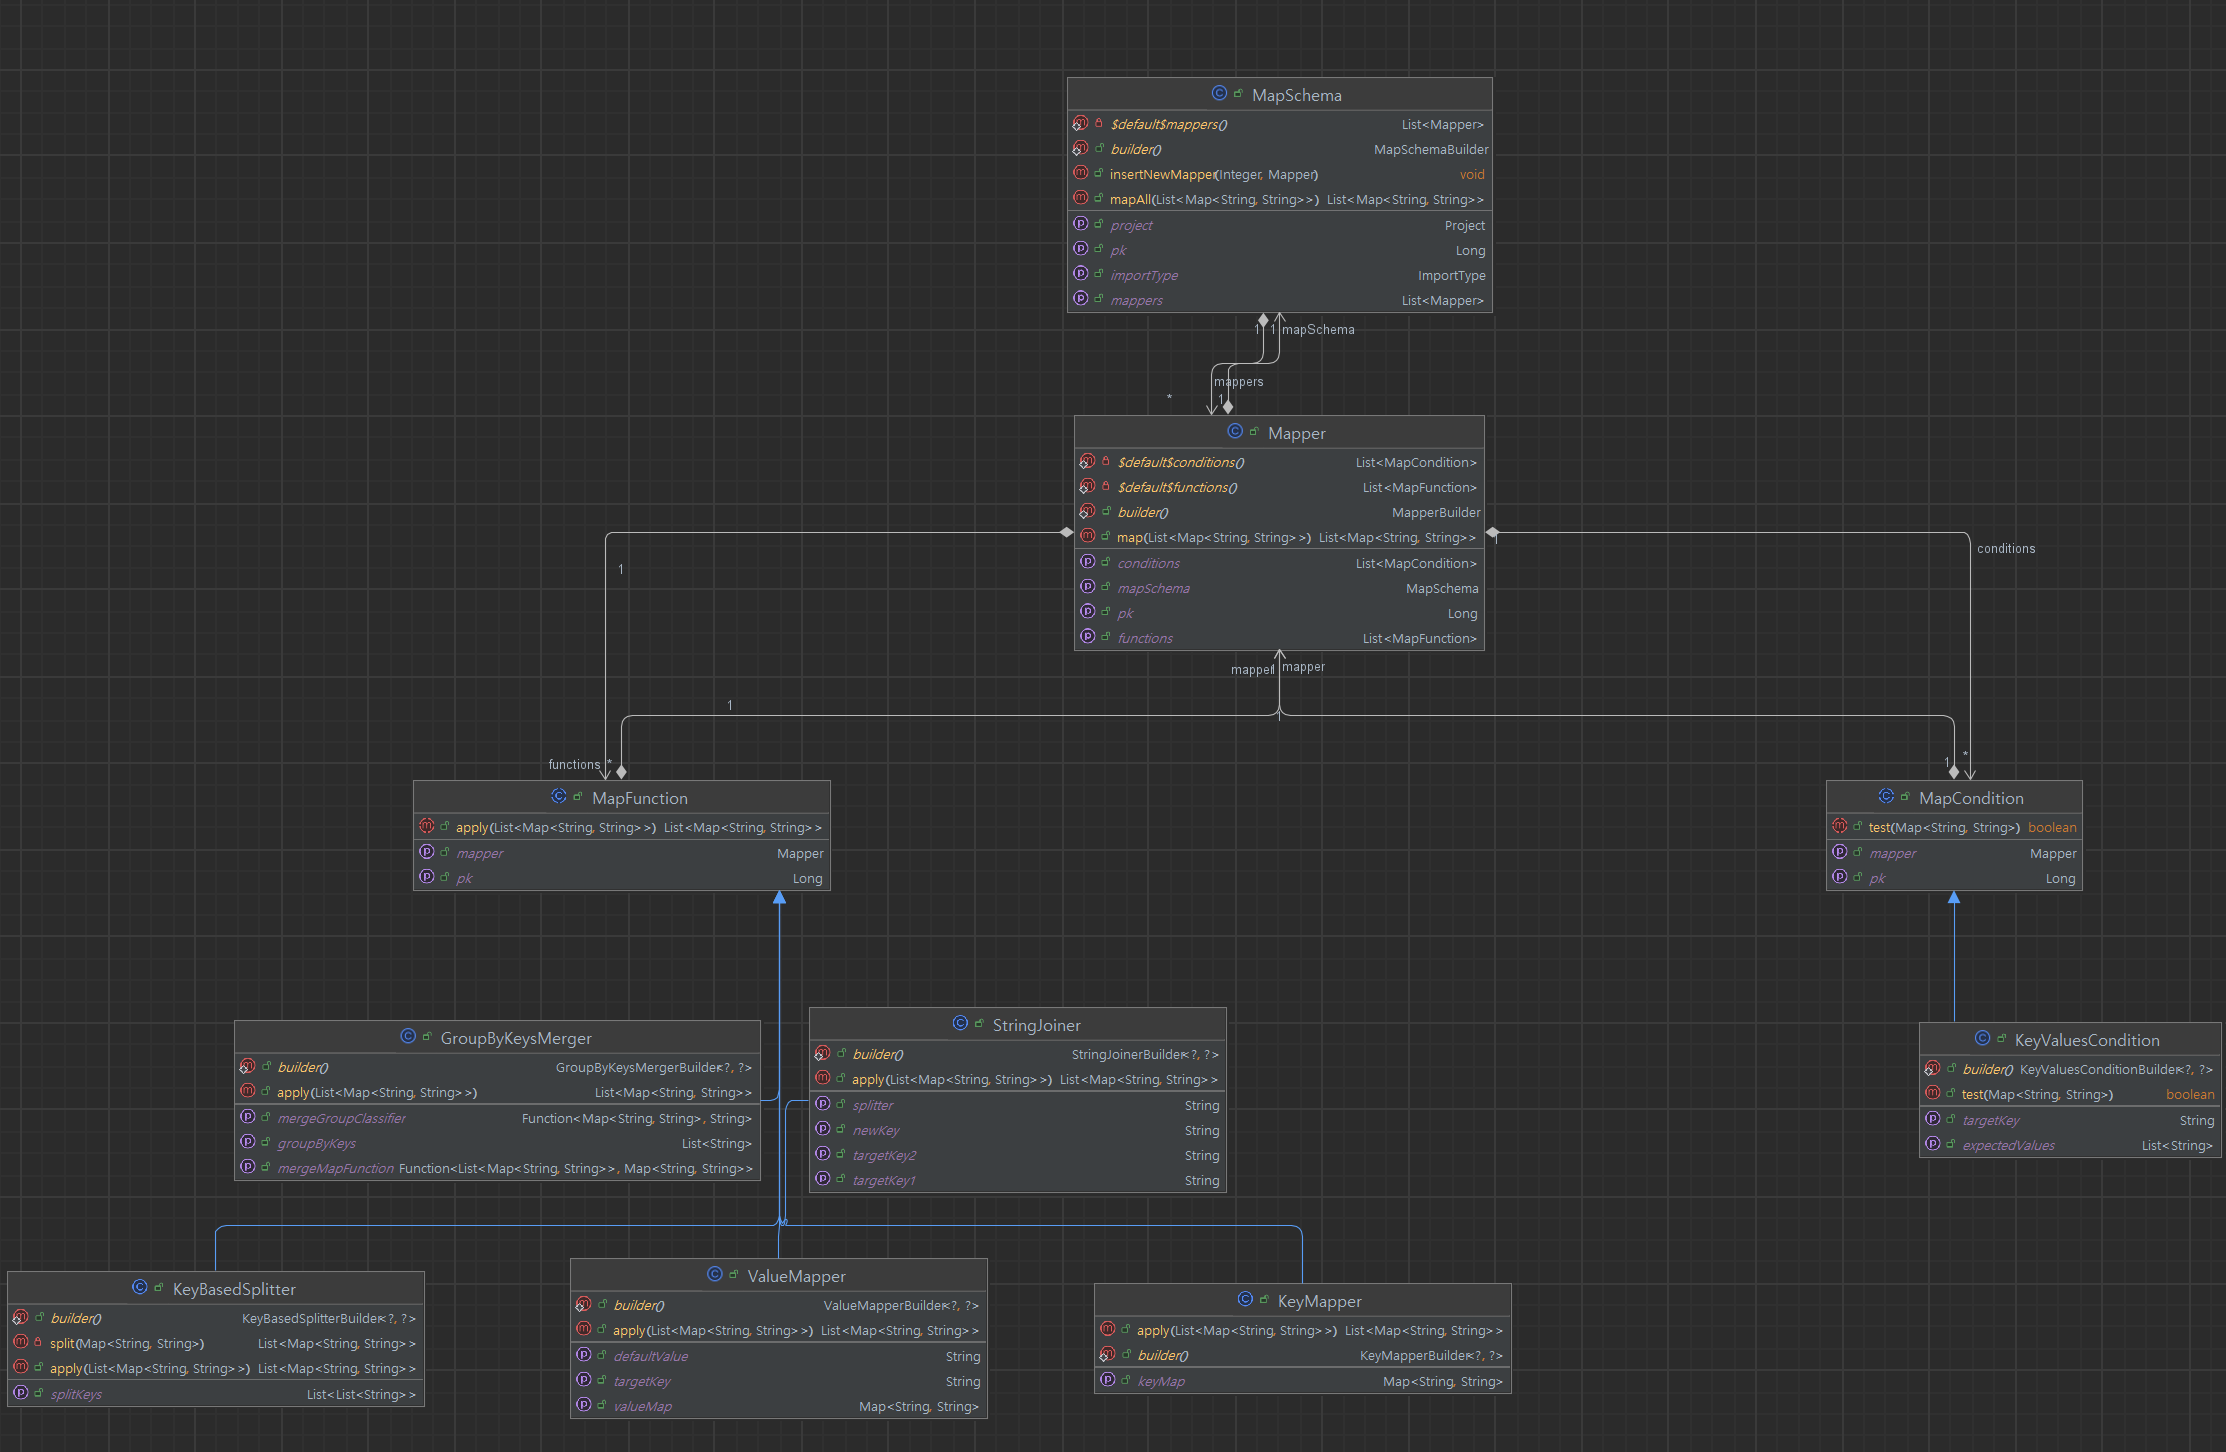 MapSchema
$default$mappers() List<Mapper>
builder() MapSchemaBuilder
insertNewMapper(Integer, Mapper) void
mapAll(List<Map<String, String>>) List<Map<String, String>>
project Project
pk Long
importType ImportType
mappers List<Mapper>
1 1 mapSchema
mappers
* 1
Mapper
$default$conditions() List<MapCondition>
$default$functions() List<MapFunction>
builder() MapperBuilder
map(List<Map<String, String>>) List<Map<String, String>>
conditions List<MapCondition>
mapSchema MapSchema
pk Long
functions List<MapFunction>
1
conditions
1
mapper 1 mapper
1
1
functions *
1 *
MapFunction
apply(List<Map<String, String>>) List<Map<String, String>>
mapper Mapper
pk Long
MapCondition
test(Map<String, String>) boolean
mapper Mapper
pk Long
GroupByKeysMerger
builder() GroupByKeysMergerBuilder<?, ?>
apply(List<Map<String, String>>) List<Map<String, String>>
mergeGroupClassifier Function<Map<String, String>, String>
groupByKeys List<String>
mergeMapFunction Function<List<Map<String, String>>, Map<String, String>>
StringJoiner
builder() StringJoinerBuilder<?, ?>
apply(List<Map<String, String>>) List<Map<String, String>>
splitter String
newKey String
targetKey2 String
targetKey1 String
KeyValuesCondition
builder() KeyValuesConditionBuilder<?, ?>
test(Map<String, String>) boolean
targetKey String
expectedValues List<String>
KeyBasedSplitter
builder() KeyBasedSplitterBuilder<?, ?>
split(Map<String, String>) List<Map<String, String>>
apply(List<Map<String, String>>) List<Map<String, String>>
splitKeys List<List<String>>
ValueMapper
builder() ValueMapperBuilder<?, ?>
apply(List<Map<String, String>>) List<Map<String, String>>
defaultValue String
targetKey String
valueMap Map<String, String>
KeyMapper
apply(List<Map<String, String>>) List<Map<String, String>>
builder() KeyMapperBuilder<?, ?>
keyMap Map<String, String>